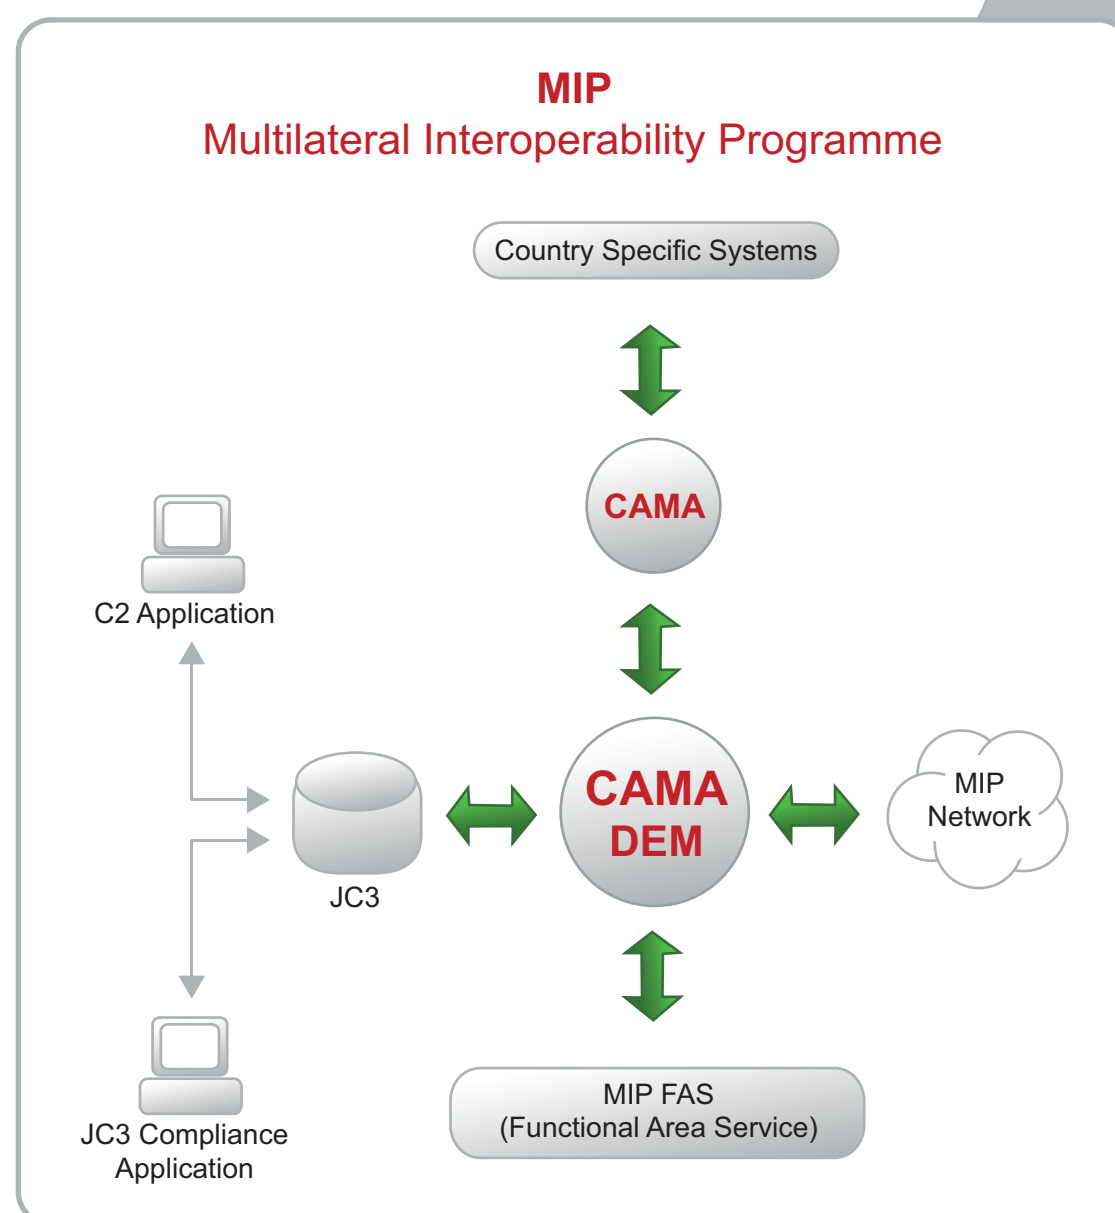 MIP
Multilateral Interoperability Programme
Country Specific Systems
CAMA
C2 Application
CAMA
DEM
MIP
Network
JC3
MIP FAS
(Functional Area Service)
JC3 Compliance
Application